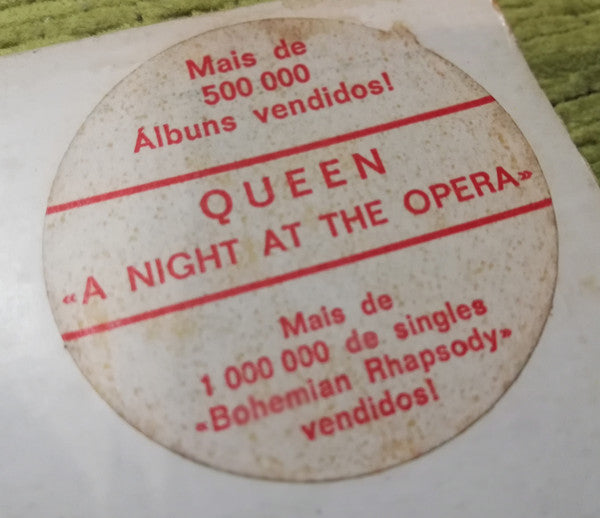 Mais de
500 000
Álbuns vendidos!
QUEEN
«A NIGHT AT THE OPERA»
Mais de
1 000 000 de singles
«Bohemian Rhapsody»
vendidos!